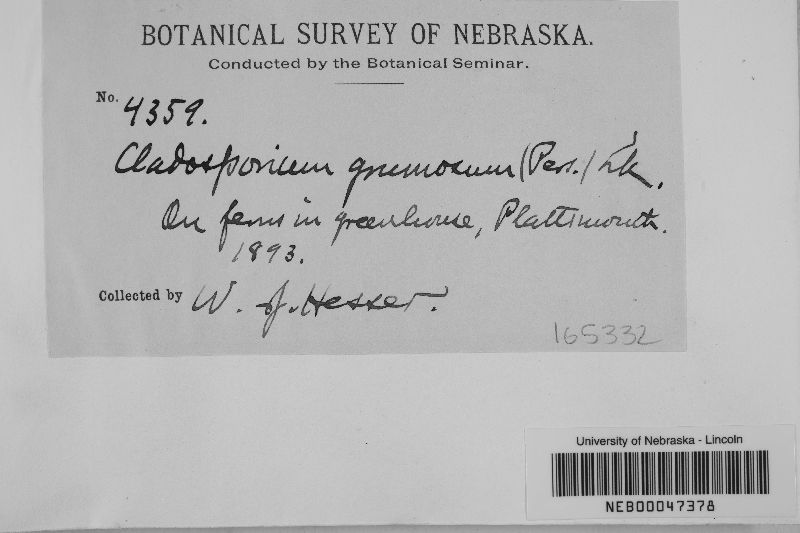 BOTANICAL SURVEY OF NEBRASKA.
Conducted by the Botanical Seminar.
No. 4359.
Cladosporium grumosum (Pers.) Lk.
On ferns in greenhouse, Plattsmouth.
1893.
Collected by W. J. Hesser.
165332
University of Nebraska - Lincoln
NEB00047378